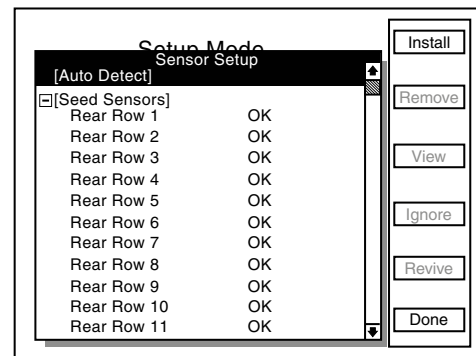 Setup Mode
Sensor Setup
[Auto Detect]
[Seed Sensors]
Rear Row 1 OK
Rear Row 2 OK
Rear Row 3 OK
Rear Row 4 OK
Rear Row 5 OK
Rear Row 6 OK
Rear Row 7 OK
Rear Row 8 OK
Rear Row 9 OK
Rear Row 10 OK
Rear Row 11 OK
Install
Remove
View
Ignore
Revive
Done